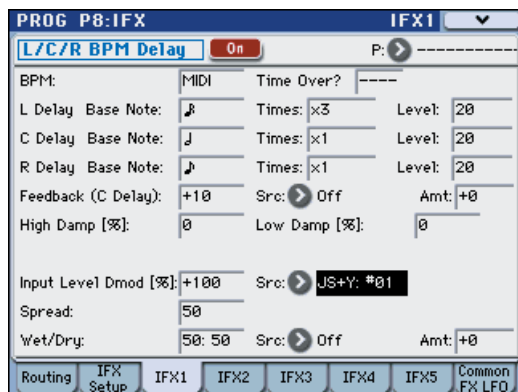 PROG P8:IFX IFX1
L/C/R BPM Delay On P: ----------
BPM: MIDI Time Over? ----
L Delay Base Note: Times: x3 Level: 20
C Delay Base Note: Times: x1 Level: 20
R Delay Base Note: Times: x1 Level: 20
Feedback (C Delay): +10 Src: Off Amt: +0
High Damp [%]: 0 Low Damp [%]: 0
Input Level Dmod [%]: +100 Src: JS+Y: #01
Spread: 50
Wet/Dry: 50: 50 Src: Off Amt: +0
Routing IFX Setup IFX1 IFX2 IFX3 IFX4 IFX5 Common FX LFO